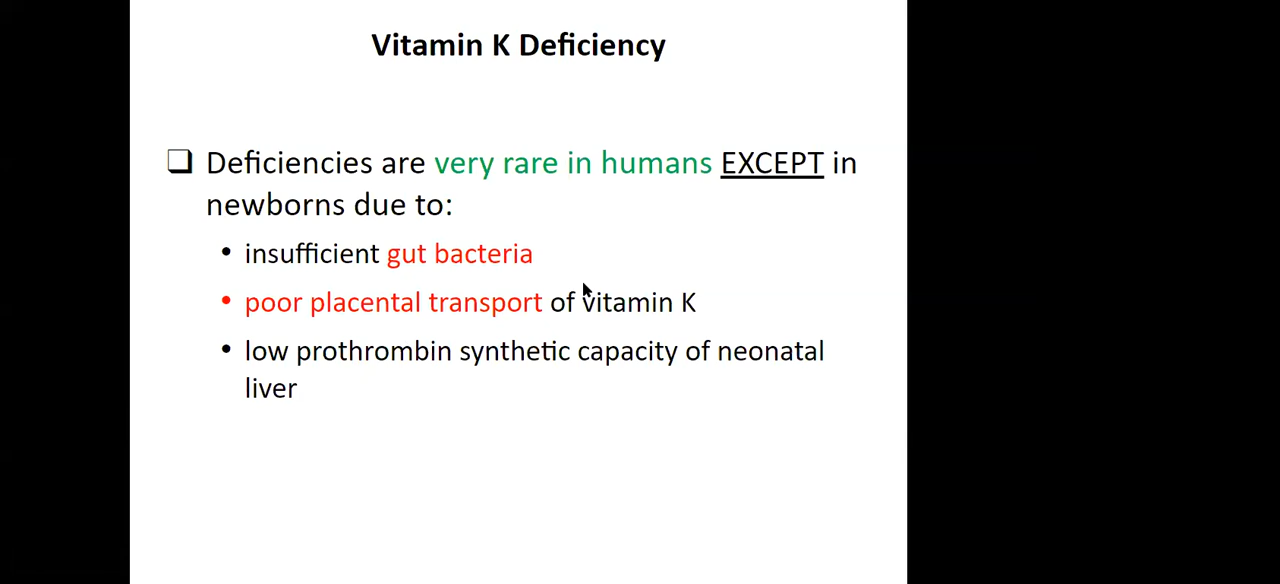 Vitamin K Deficiency
❑ Deficiencies are very rare in humans EXCEPT in
newborns due to:
• insufficient gut bacteria
• poor placental transport of vitamin K
• low prothrombin synthetic capacity of neonatal
liver